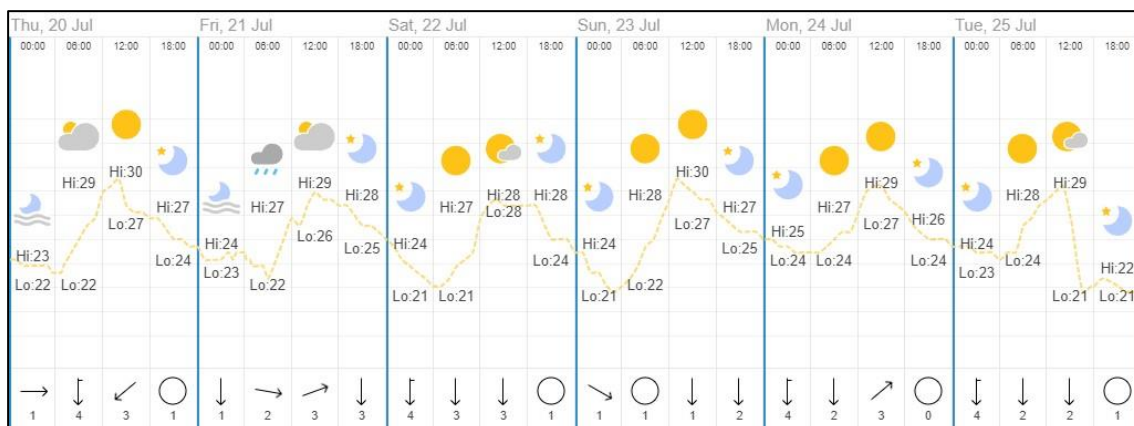 Thu, 20 Jul Fri, 21 Jul Sat, 22 Jul Sun, 23 Jul Mon, 24 Jul Tue, 25 Jul
00:00 06:00 12:00 18:00 00:00 06:00 12:00 18:00 00:00 06:00 12:00 18:00 00:00 06:00 12:00 18:00 00:00 06:00 12:00 18:00 00:00 06:00 12:00 18:00
Hi:23 Hi:29 Hi:30 Hi:27 Hi:24 Hi:27 Hi:29 Hi:28 Hi:24 Hi:27 Hi:28 Hi:28 Hi:24 Hi:28 Hi:30 Hi:27 Hi:25 Hi:27 Hi:29 Hi:26 Hi:24 Hi:28 Hi:29 Hi:22
Lo:22 Lo:22 Lo:27 Lo:24 Lo:23 Lo:22 Lo:26 Lo:25 Lo:21 Lo:21 Lo:28 Lo:24 Lo:21 Lo:22 Lo:27 Lo:25 Lo:24 Lo:24 Lo:27 Lo:24 Lo:23 Lo:24 Lo:21 Lo:21
1 4 3 1 1 2 3 3 4 3 3 1 1 1 1 2 4 2 3 0 4 2 2 1